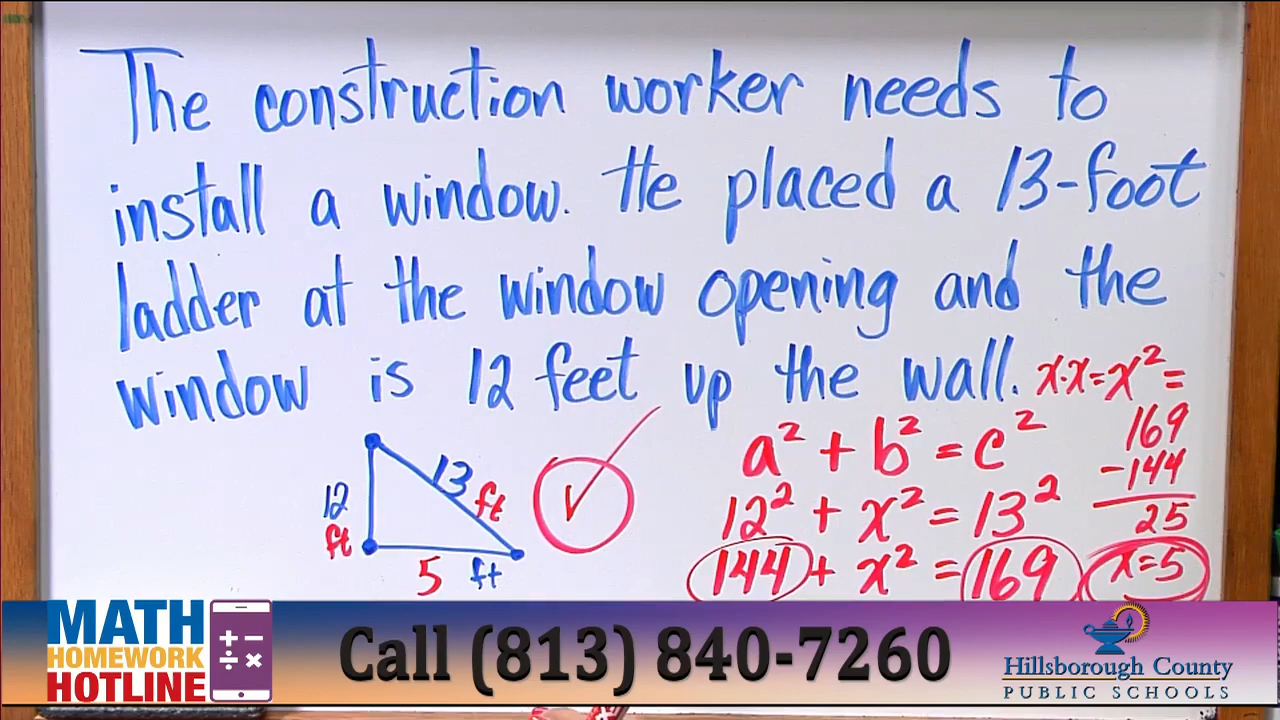 The construction worker needs to
install a window. He placed a 13-foot
ladder at the window opening and the
window is 12 feet up the wall.
x·x=x²=
169
-144
25
x=5
a² + b² = c²
12² + x² = 13²
144 + x² = 169
12
ft
13
ft
5 ft
MATH
HOMEWORK
HOTLINE
+ −
÷ ×
Call (813) 840-7260
Hillsborough County
PUBLIC SCHOOLS